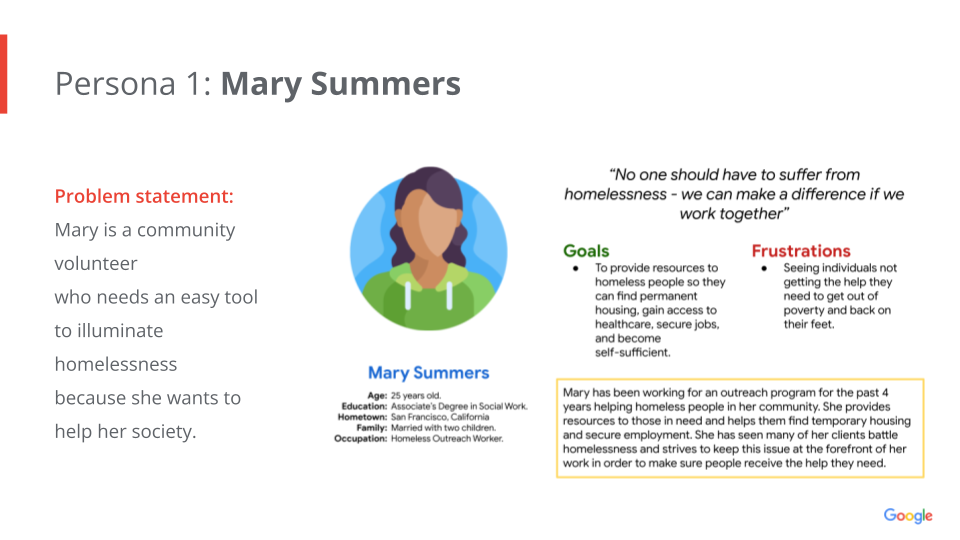 Persona 1: Mary Summers
Problem statement:
Mary is a community
volunteer
who needs an easy tool
to illuminate
homelessness
because she wants to
help her society.
Mary Summers
Age: 25 years old.
Education: Associate's Degree in Social Work.
Hometown: San Francisco, California
Family: Married with two children.
Occupation: Homeless Outreach Worker.
“No one should have to suffer from
homelessness - we can make a difference if we
work together”
Goals
● To provide resources to
homeless people so they
can find permanent
housing, gain access to
healthcare, secure jobs,
and become
self-sufficient.
Frustrations
● Seeing individuals not
getting the help they
need to get out of
poverty and back on
their feet.
Mary has been working for an outreach program for the past 4
years helping homeless people in her community. She provides
resources to those in need and helps them find temporary housing
and secure employment. She has seen many of her clients battle
homelessness and strives to keep this issue at the forefront of her
work in order to make sure people receive the help they need.
Google